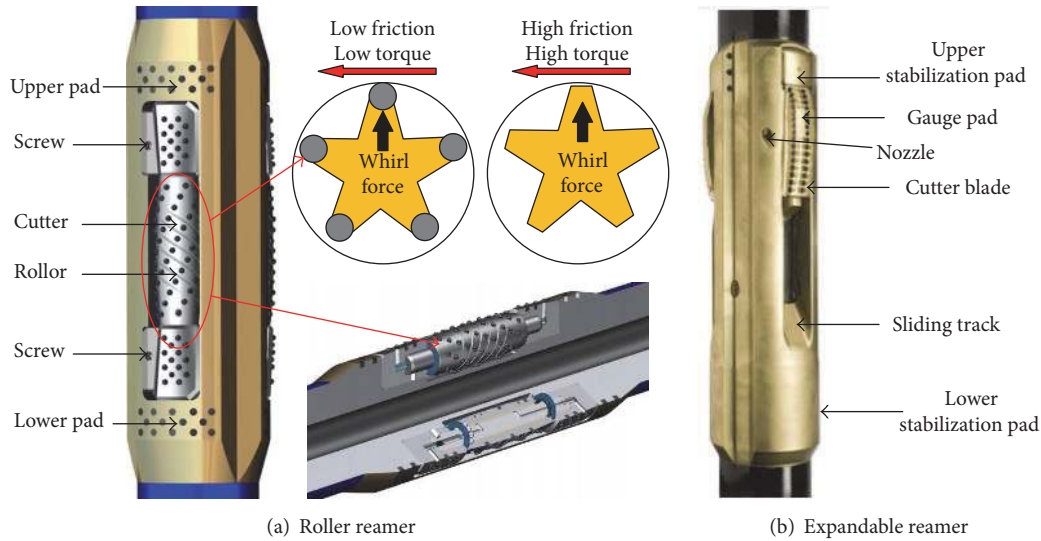 Upper pad
Screw
Cutter
Rollor
Screw
Lower pad
Low friction
Low torque
Whirl
force
High friction
High torque
Whirl
force
(a) Roller reamer
Upper
stabilization pad
Gauge pad
Nozzle
Cutter blade
Sliding track
Lower
stabilization pad
(b) Expandable reamer